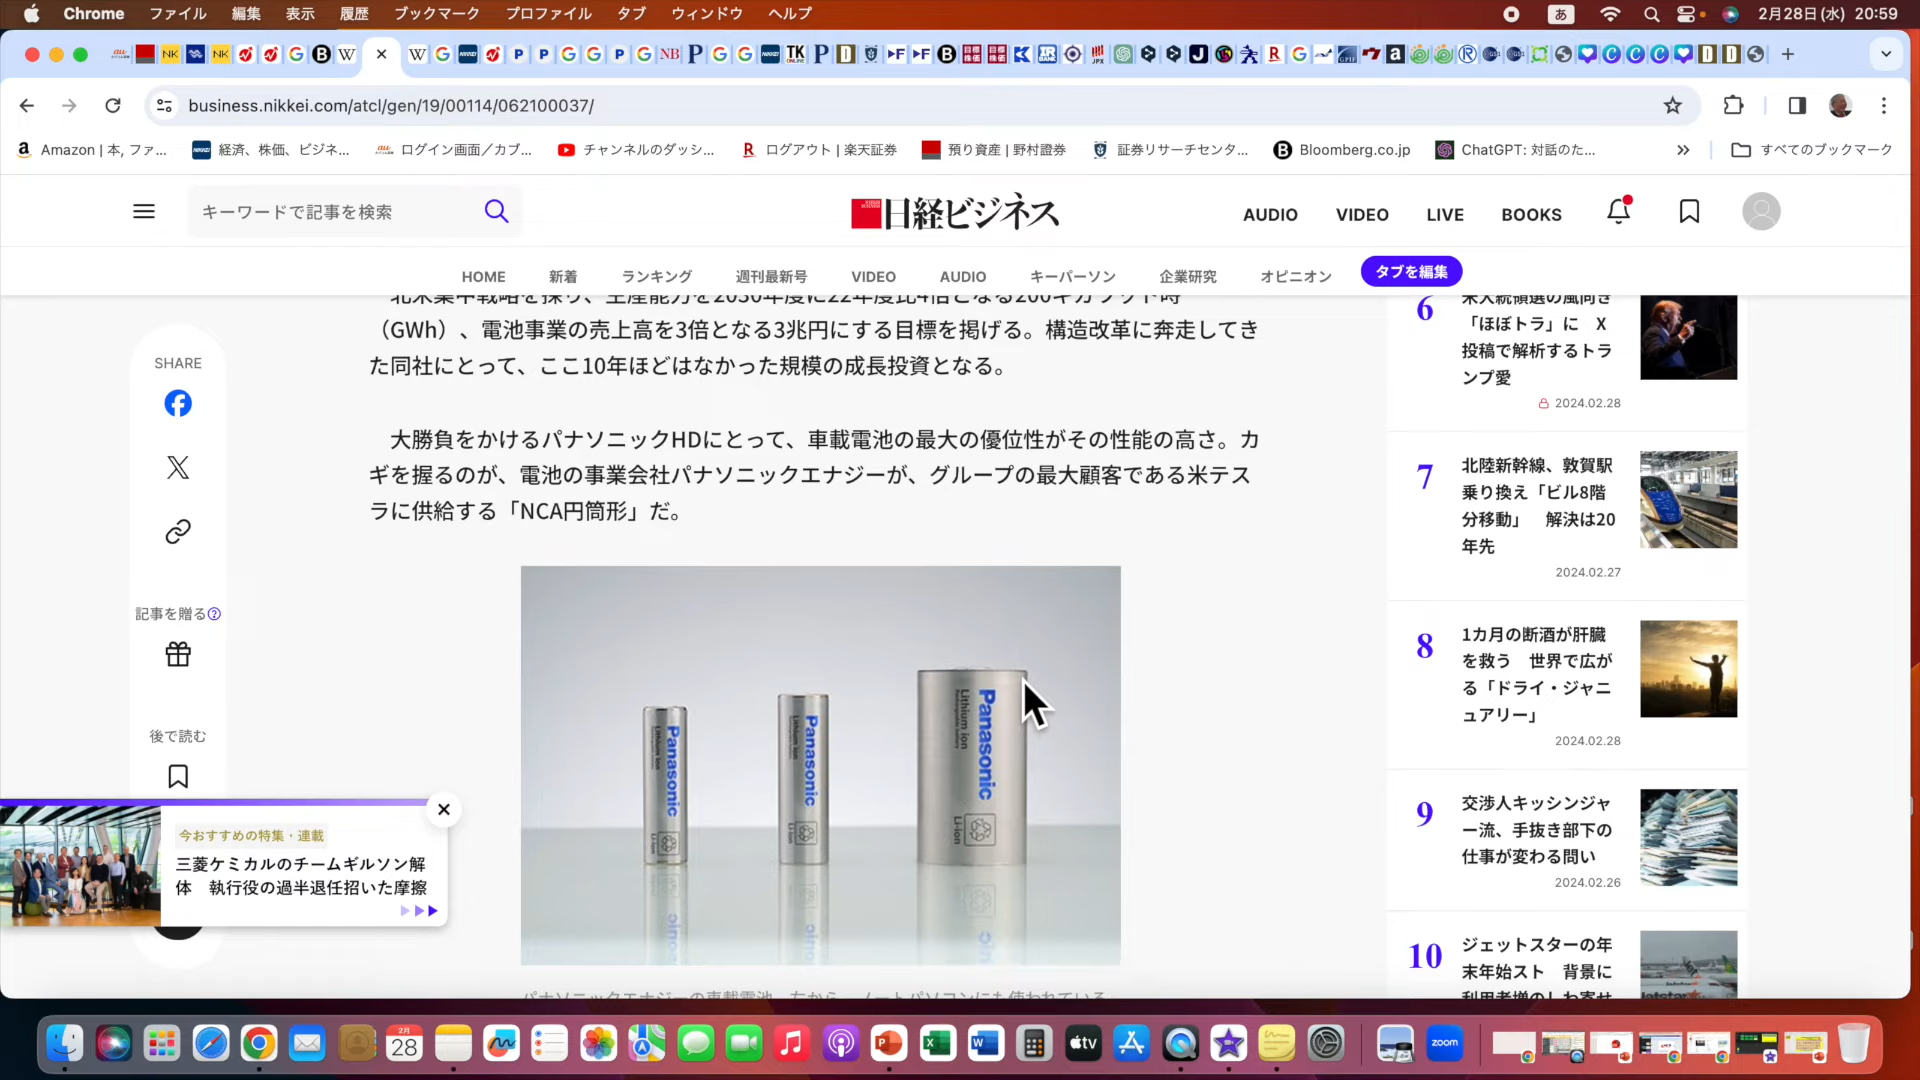 Chrome ファイル 編集 表示 履歴 ブックマーク プロファイル タブ ウィンドウ ヘルプ
あ 2月28日(水) 20:59
business.nikkei.com/atcl/gen/19/00114/062100037/
Amazon | 本, ファ... 経済、株価、ビジネ... ログイン画面／カブ... チャンネルのダッシ... ログアウト | 楽天証券 預り資産 | 野村證券 証券リサーチセンタ... Bloomberg.co.jp ChatGPT: 対話のた... すべてのブックマーク
キーワードで記事を検索
日経ビジネス
AUDIO VIDEO LIVE BOOKS
HOME 新着 ランキング 週刊最新号 VIDEO AUDIO キーパーソン 企業研究 オピニオン タブを編集
北米集中戦略を採り、生産能力を2030年度に22年度比4倍となる200ギガワット時
（GWh）、電池事業の売上高を3倍となる3兆円にする目標を掲げる。構造改革に奔走してき
た同社にとって、ここ10年ほどはなかった規模の成長投資となる。
大勝負をかけるパナソニックHDにとって、車載電池の最大の優位性がその性能の高さ。カ
ギを握るのが、電池の事業会社パナソニックエナジーが、グループの最大顧客である米テス
ラに供給する「NCA円筒形」だ。
Panasonic
Lithium ion
Li-ion
Panasonic
Lithium ion
Li-ion
Panasonic
Lithium ion
Li-ion
パナソニックエナジーの車載電池。左から、ノートパソコンにも使われている
SHARE
記事を贈る
後で読む
今おすすめの特集・連載
三菱ケミカルのチームギルソン解
体　執行役の過半退任招いた摩擦
6
米大統領選の風向き
「ほぼトラ」に　X
投稿で解析するトラ
ンプ愛
2024.02.28
7
北陸新幹線、敦賀駅
乗り換え「ビル8階
分移動」　解決は20
年先
2024.02.27
8
1カ月の断酒が肝臓
を救う　世界で広が
る「ドライ・ジャニ
ュアリー」
2024.02.28
9
交渉人キッシンジャ
ー流、手抜き部下の
仕事が変わる問い
2024.02.26
10
ジェットスターの年
末年始スト　背景に
利用者増のしわ寄せ
2月
28
tv
zoom